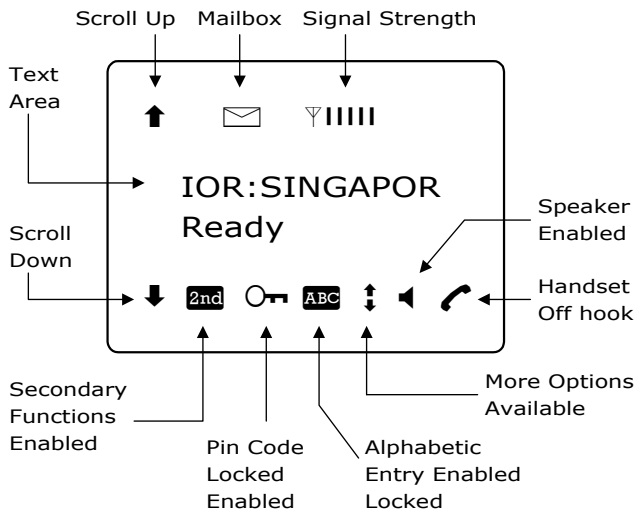 Scroll Up Mailbox Signal Strength
Text
Area
IOR:SINGAPOR
Ready
Speaker
Enabled
Scroll
Down
2nd ABC
Handset
Off hook
Secondary
Functions
Enabled
Pin Code
Locked
Enabled
Alphabetic
Entry Enabled
Locked
More Options
Available